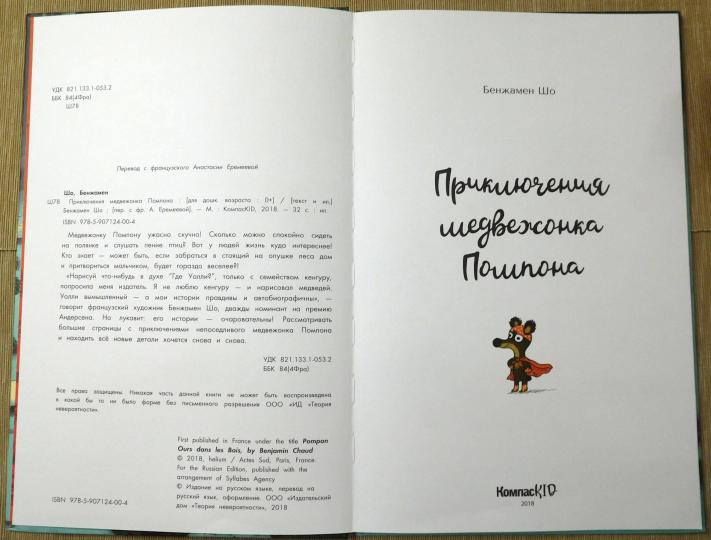 УДК 821.133.1-053.2
ББК 84(4Фра)
Ш78
Перевод с французского Анастасии Еремеевой
Шо, Бенжамен
Ш78 Приключения медвежонка Помпона : [для дошк. возраста : 0+] / [текст и ил.]
Бенжамен Шо ; [пер. с фр. А. Еремеевой]. — М. : КомпасКИД, 2018. — 32 с. : ил.
ISBN 978-5-907124-00-4
Медвежонку Помпону ужасно скучно! Сколько можно спокойно сидеть
на полянке и слушать пение птиц? Вот у людей жизнь куда интереснее!
Кто знает — может быть, если забраться в стоящий на опушке леса дом
и притвориться мальчиком, будет гораздо веселее?!
«Нарисуй что-нибудь в духе "Где Уолли?", только с семейством кенгуру,
попросило меня издатель. Я не люблю кенгуру — и нарисовал медведей.
Уолли вымышленный — а мои истории правдивы и автобиографичны», —
говорит французский художник Бенжамен Шо, дважды номинант на премию
Андерсена. Но лукавит: его истории — очаровательны! Рассматривать
большие страницы с приключениями непоседливого медвежонка Помпона
и находить всё новые детали хочется снова и снова.
УДК 821.133.1-053.2
ББК 84(4Фра)
Все права защищены. Никакая часть данной книги не может быть воспроизведена
в какой бы то ни было форме без письменного разрешения ООО «ИД «Теория
невероятности».
First published in France under the title Pompon
Ours dans les Bois, by Benjamin Chaud
© 2018, hélium / Actes Sud, Paris, France.
For the Russian Edition, published with the
arrangement of Syllabes Agency
© Издание на русском языке, перевод на
русский язык, оформление. ООО «Издательский
дом «Теория невероятности», 2018
ISBN 978-5-907124-00-4
Бенжамен Шо
Приключения
медвежонка
Помпона
КомпасКИД
2018